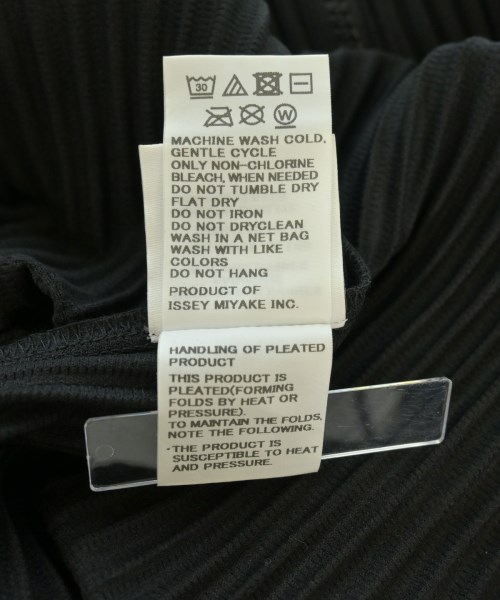 30
W
MACHINE WASH COLD,
GENTLE CYCLE
ONLY NON-CHLORINE
BLEACH, WHEN NEEDED
DO NOT TUMBLE DRY
FLAT DRY
DO NOT IRON
DO NOT DRYCLEAN
WASH IN A NET BAG
WASH WITH LIKE
COLORS
DO NOT HANG
PRODUCT OF
ISSEY MIYAKE INC.
HANDLING OF PLEATED
PRODUCT
THIS PRODUCT IS
PLEATED(FORMING
FOLDS BY HEAT OR
PRESSURE).
TO MAINTAIN THE FOLDS,
NOTE THE FOLLOWING.
・THE PRODUCT IS
SUSCEPTIBLE TO HEAT
AND PRESSURE.